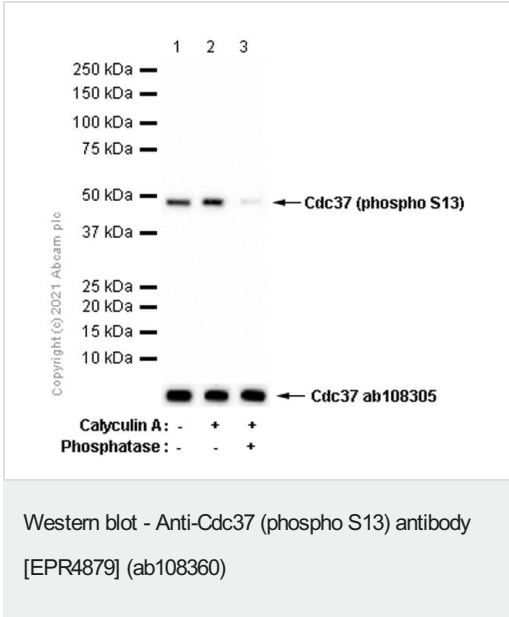 1 2 3
250 kDa
150 kDa
100 kDa
75 kDa
50 kDa
Cdc37 (phospho S13)
37 kDa
25 kDa
20 kDa
15 kDa
10 kDa
Copyright (c) 2021 Abcam plc
Cdc37 ab108305
Calyculin A : - + +
Phosphatase : - - +
Western blot - Anti-Cdc37 (phospho S13) antibody
[EPR4879] (ab108360)